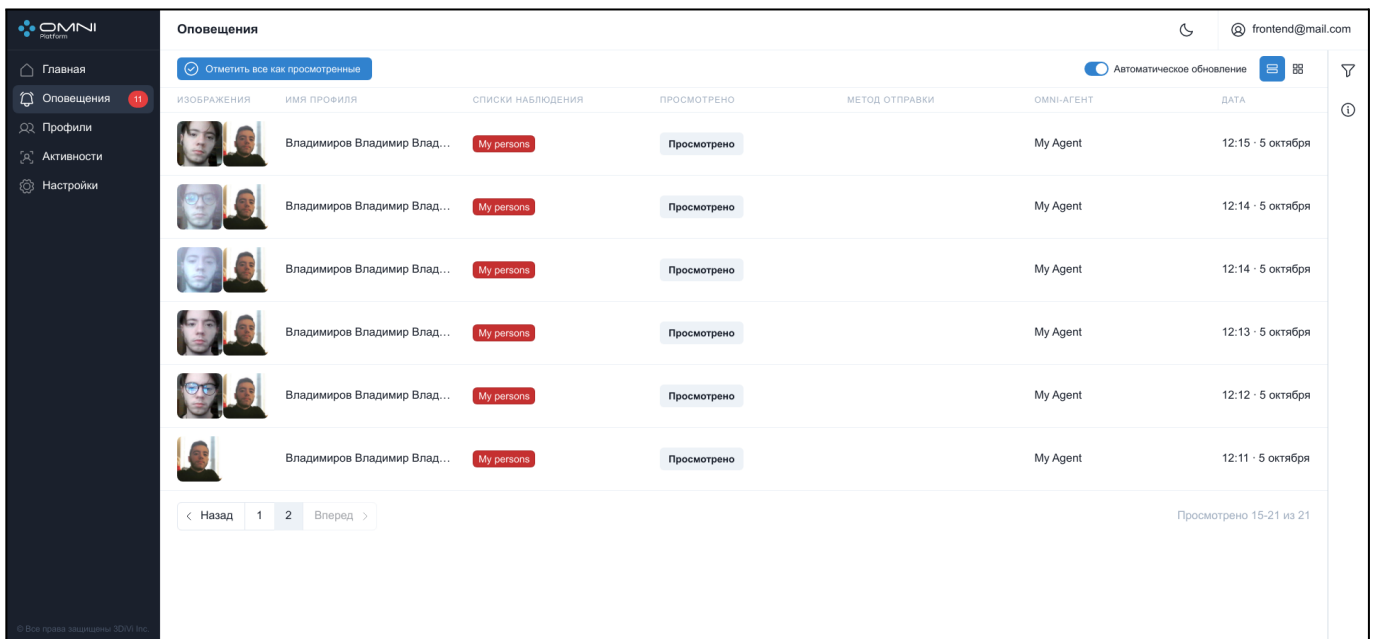 OMNI
Platform
Оповещения
frontend@mail.com
Главная
Оповещения 11
Профили
Активности
Настройки
Отметить все как просмотренные
Автоматическое обновление
ИЗОБРАЖЕНИЯ ИМЯ ПРОФИЛЯ СПИСКИ НАБЛЮДЕНИЯ ПРОСМОТРЕНО МЕТОД ОТПРАВКИ OMNI-АГЕНТ ДАТА
Владимиров Владимир Влад... My persons Просмотрено My Agent 12:15 · 5 октября
Владимиров Владимир Влад... My persons Просмотрено My Agent 12:14 · 5 октября
Владимиров Владимир Влад... My persons Просмотрено My Agent 12:14 · 5 октября
Владимиров Владимир Влад... My persons Просмотрено My Agent 12:13 · 5 октября
Владимиров Владимир Влад... My persons Просмотрено My Agent 12:12 · 5 октября
Владимиров Владимир Влад... My persons Просмотрено My Agent 12:11 · 5 октября
Назад 1 2 Вперед
Просмотрено 15-21 из 21
© Все права защищены 3DiVi Inc.